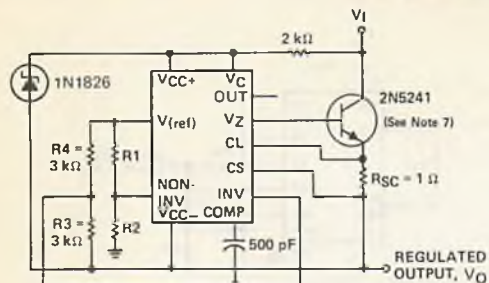 VI
2 kΩ
1N1826
VCC+
VC
OUT
2N5241
(See Note 7)
V(ref)
VZ
R4 =
3 kΩ
R1
CL
CS
RSC = 1 Ω
NON-
INV
INV
R3 =
3 kΩ
R2
VCC-
COMP
500 pF
REGULATED
OUTPUT, VO